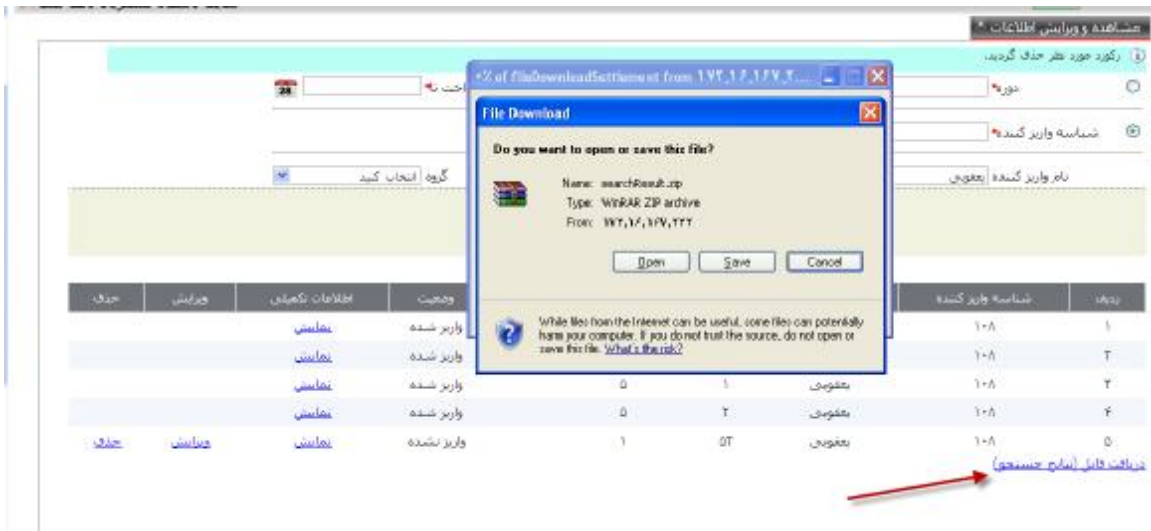 مشاهده و ویرایش اطلاعات
رکورد مورد نظر حذف گردید.
دوره*
شناسه واریز کننده*
نام واریز کننده یعقوبی
گروه انتخاب کنید
File Download
Do you want to open or save this file?
Name: searchResult.zip
Type: WinRAR ZIP archive
From: ۱۷۲,۱۶,۱۶۷,۲۲۲
Open Save Cancel
While files from the Internet can be useful, some files can potentially
harm your computer. If you do not trust the source, do not open or
save this file. What's the risk?
ردیف شناسه واریز کننده وضعیت اطلاعات تکمیلی ویرایش حذف
۱ ۱۰۸ واریز شده نمایش
۲ ۱۰۸ واریز شده نمایش
۳ ۱۰۸ یعقوبی ۱ ۵ واریز شده نمایش
۴ ۱۰۸ یعقوبی ۲ ۵ واریز شده نمایش
۵ ۱۰۸ یعقوبی ۵۲ ۱ واریز نشده نمایش ویرایش حذف
دریافت فایل (نتایج جستجو)